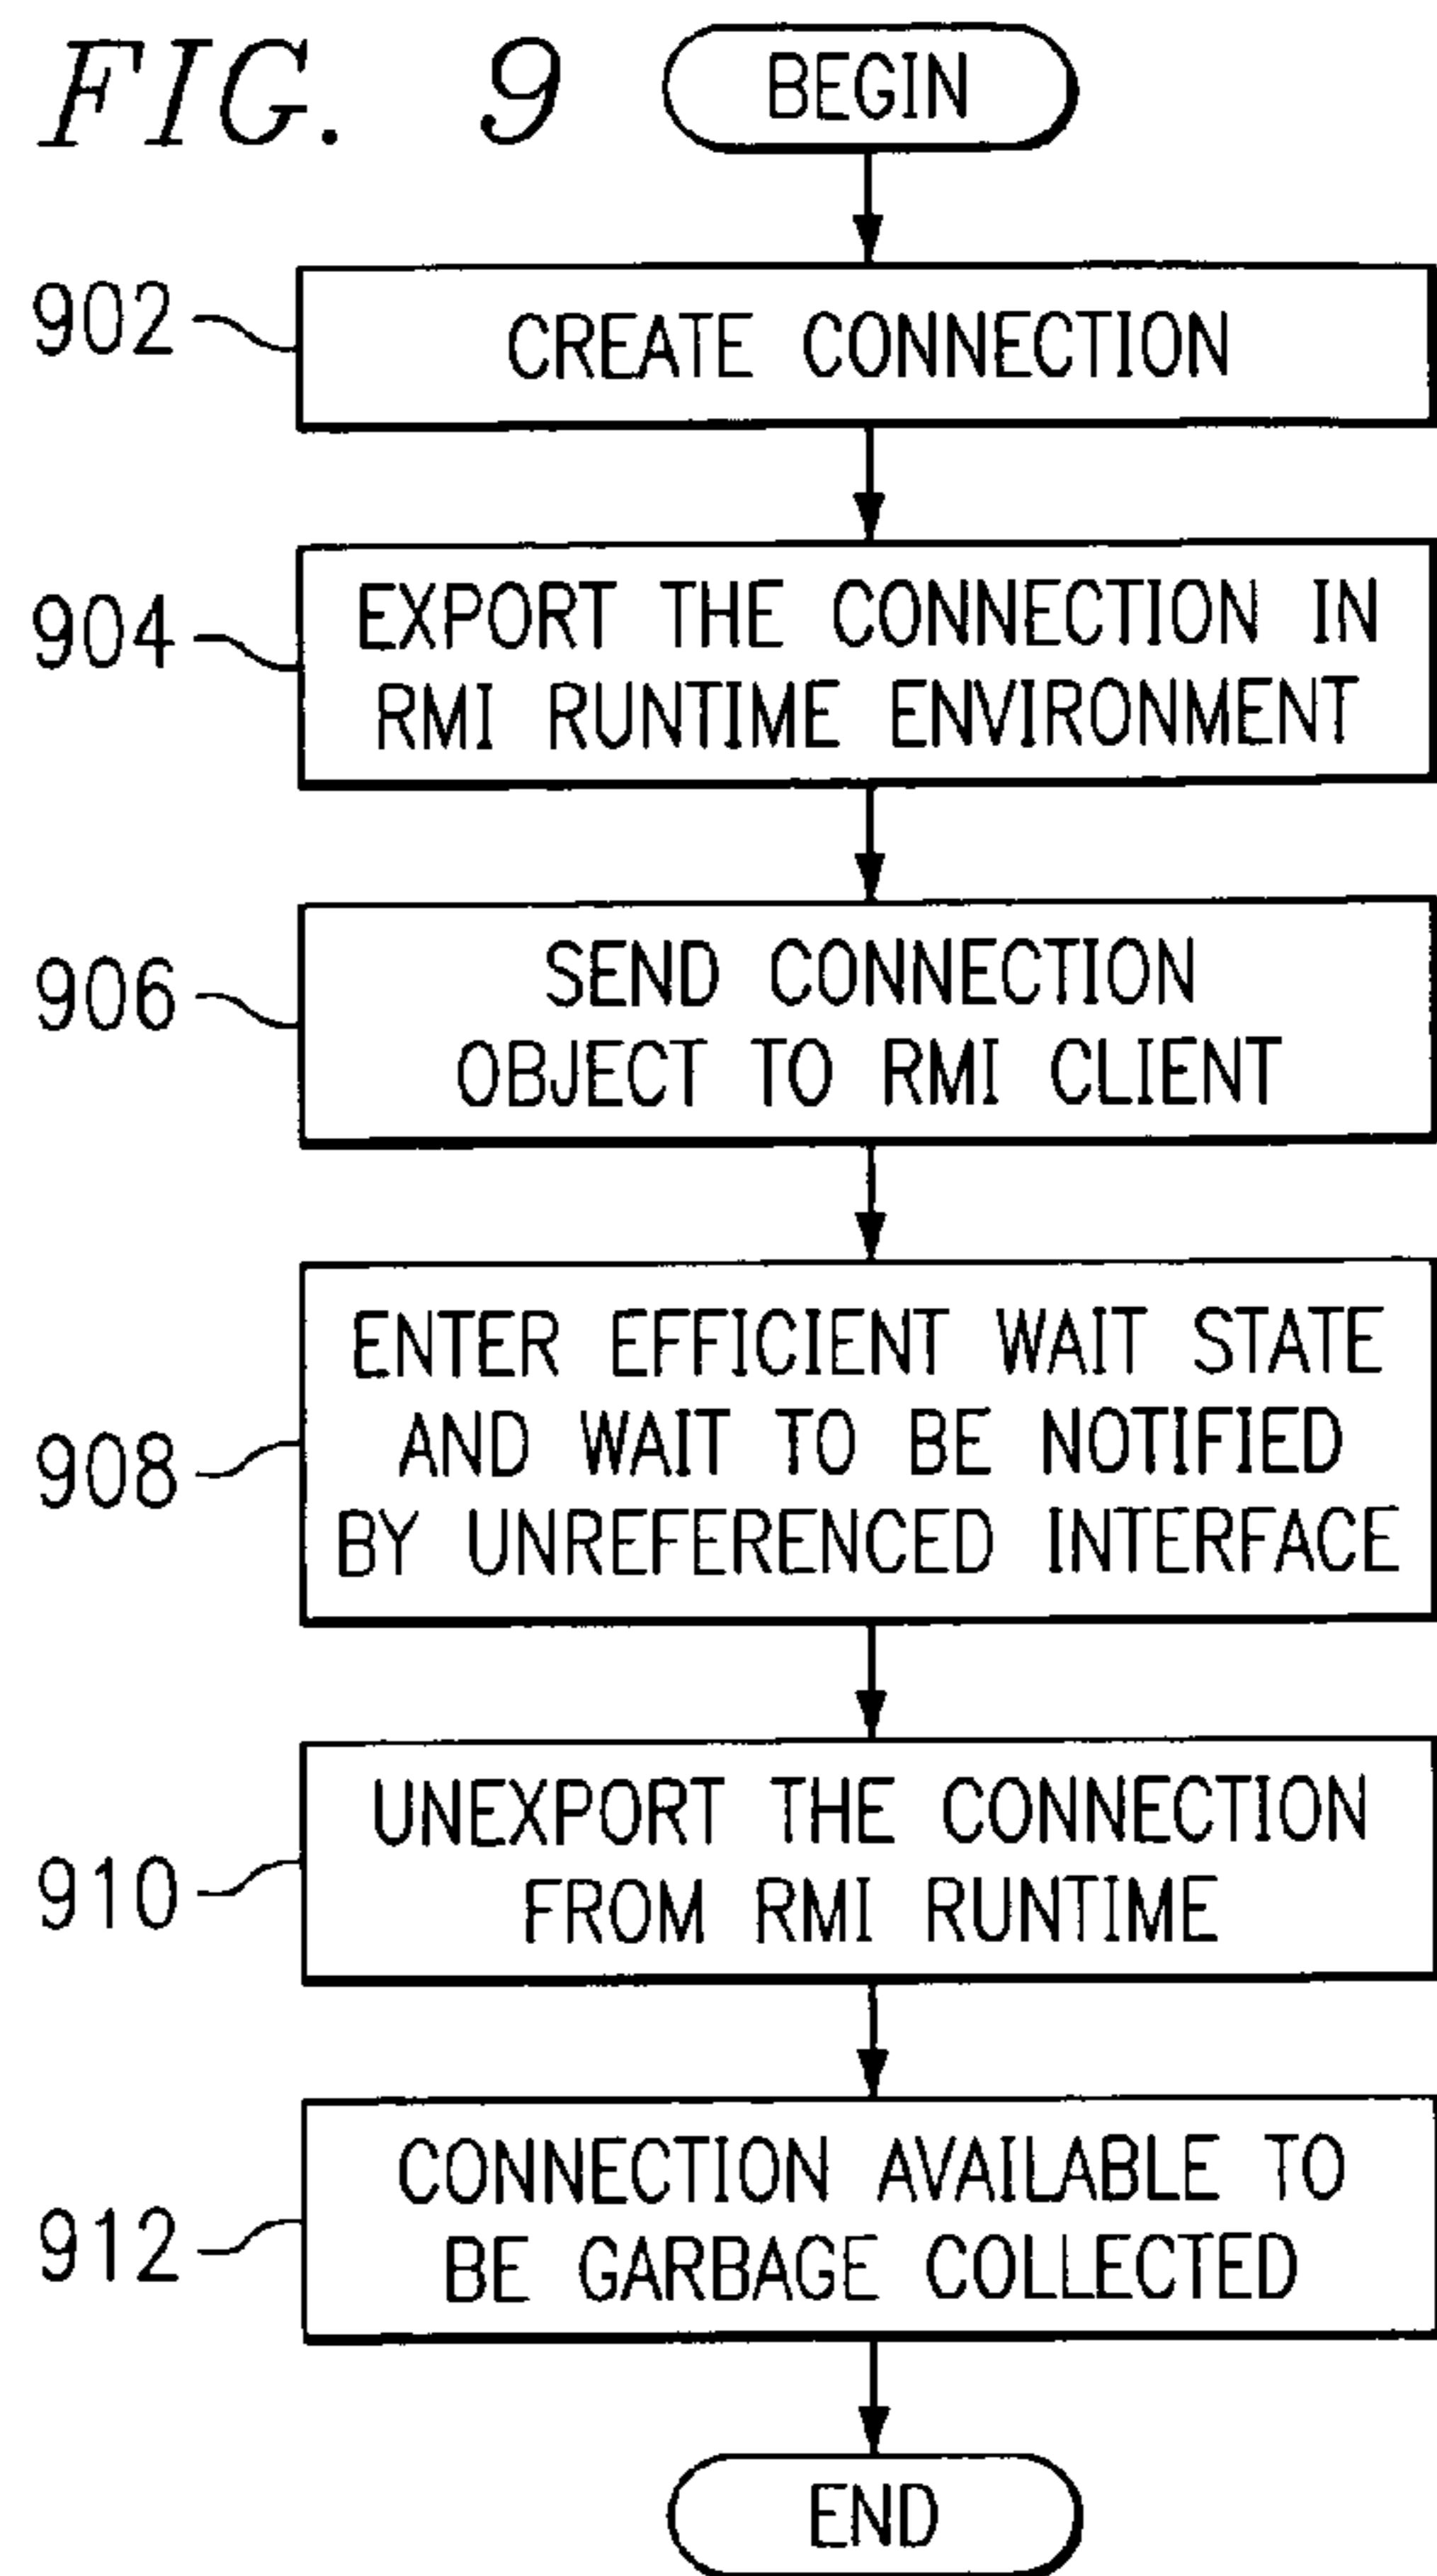 FIG. 9
BEGIN
902
CREATE CONNECTION
904
EXPORT THE CONNECTION IN
RMI RUNTIME ENVIRONMENT
906
SEND CONNECTION
OBJECT TO RMI CLIENT
908
ENTER EFFICIENT WAIT STATE
AND WAIT TO BE NOTIFIED
BY UNREFERENCED INTERFACE
910
UNEXPORT THE CONNECTION
FROM RMI RUNTIME
912
CONNECTION AVAILABLE TO
BE GARBAGE COLLECTED
END